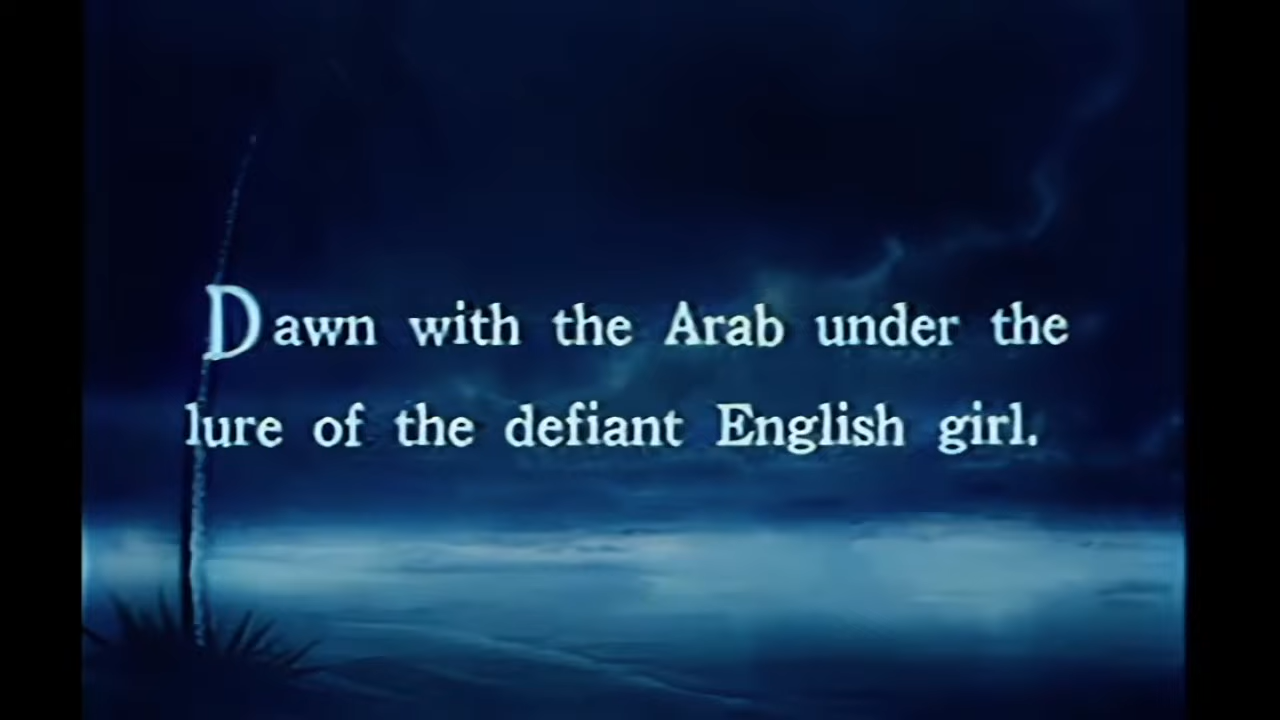 Dawn with the Arab under the
lure of the defiant English girl.